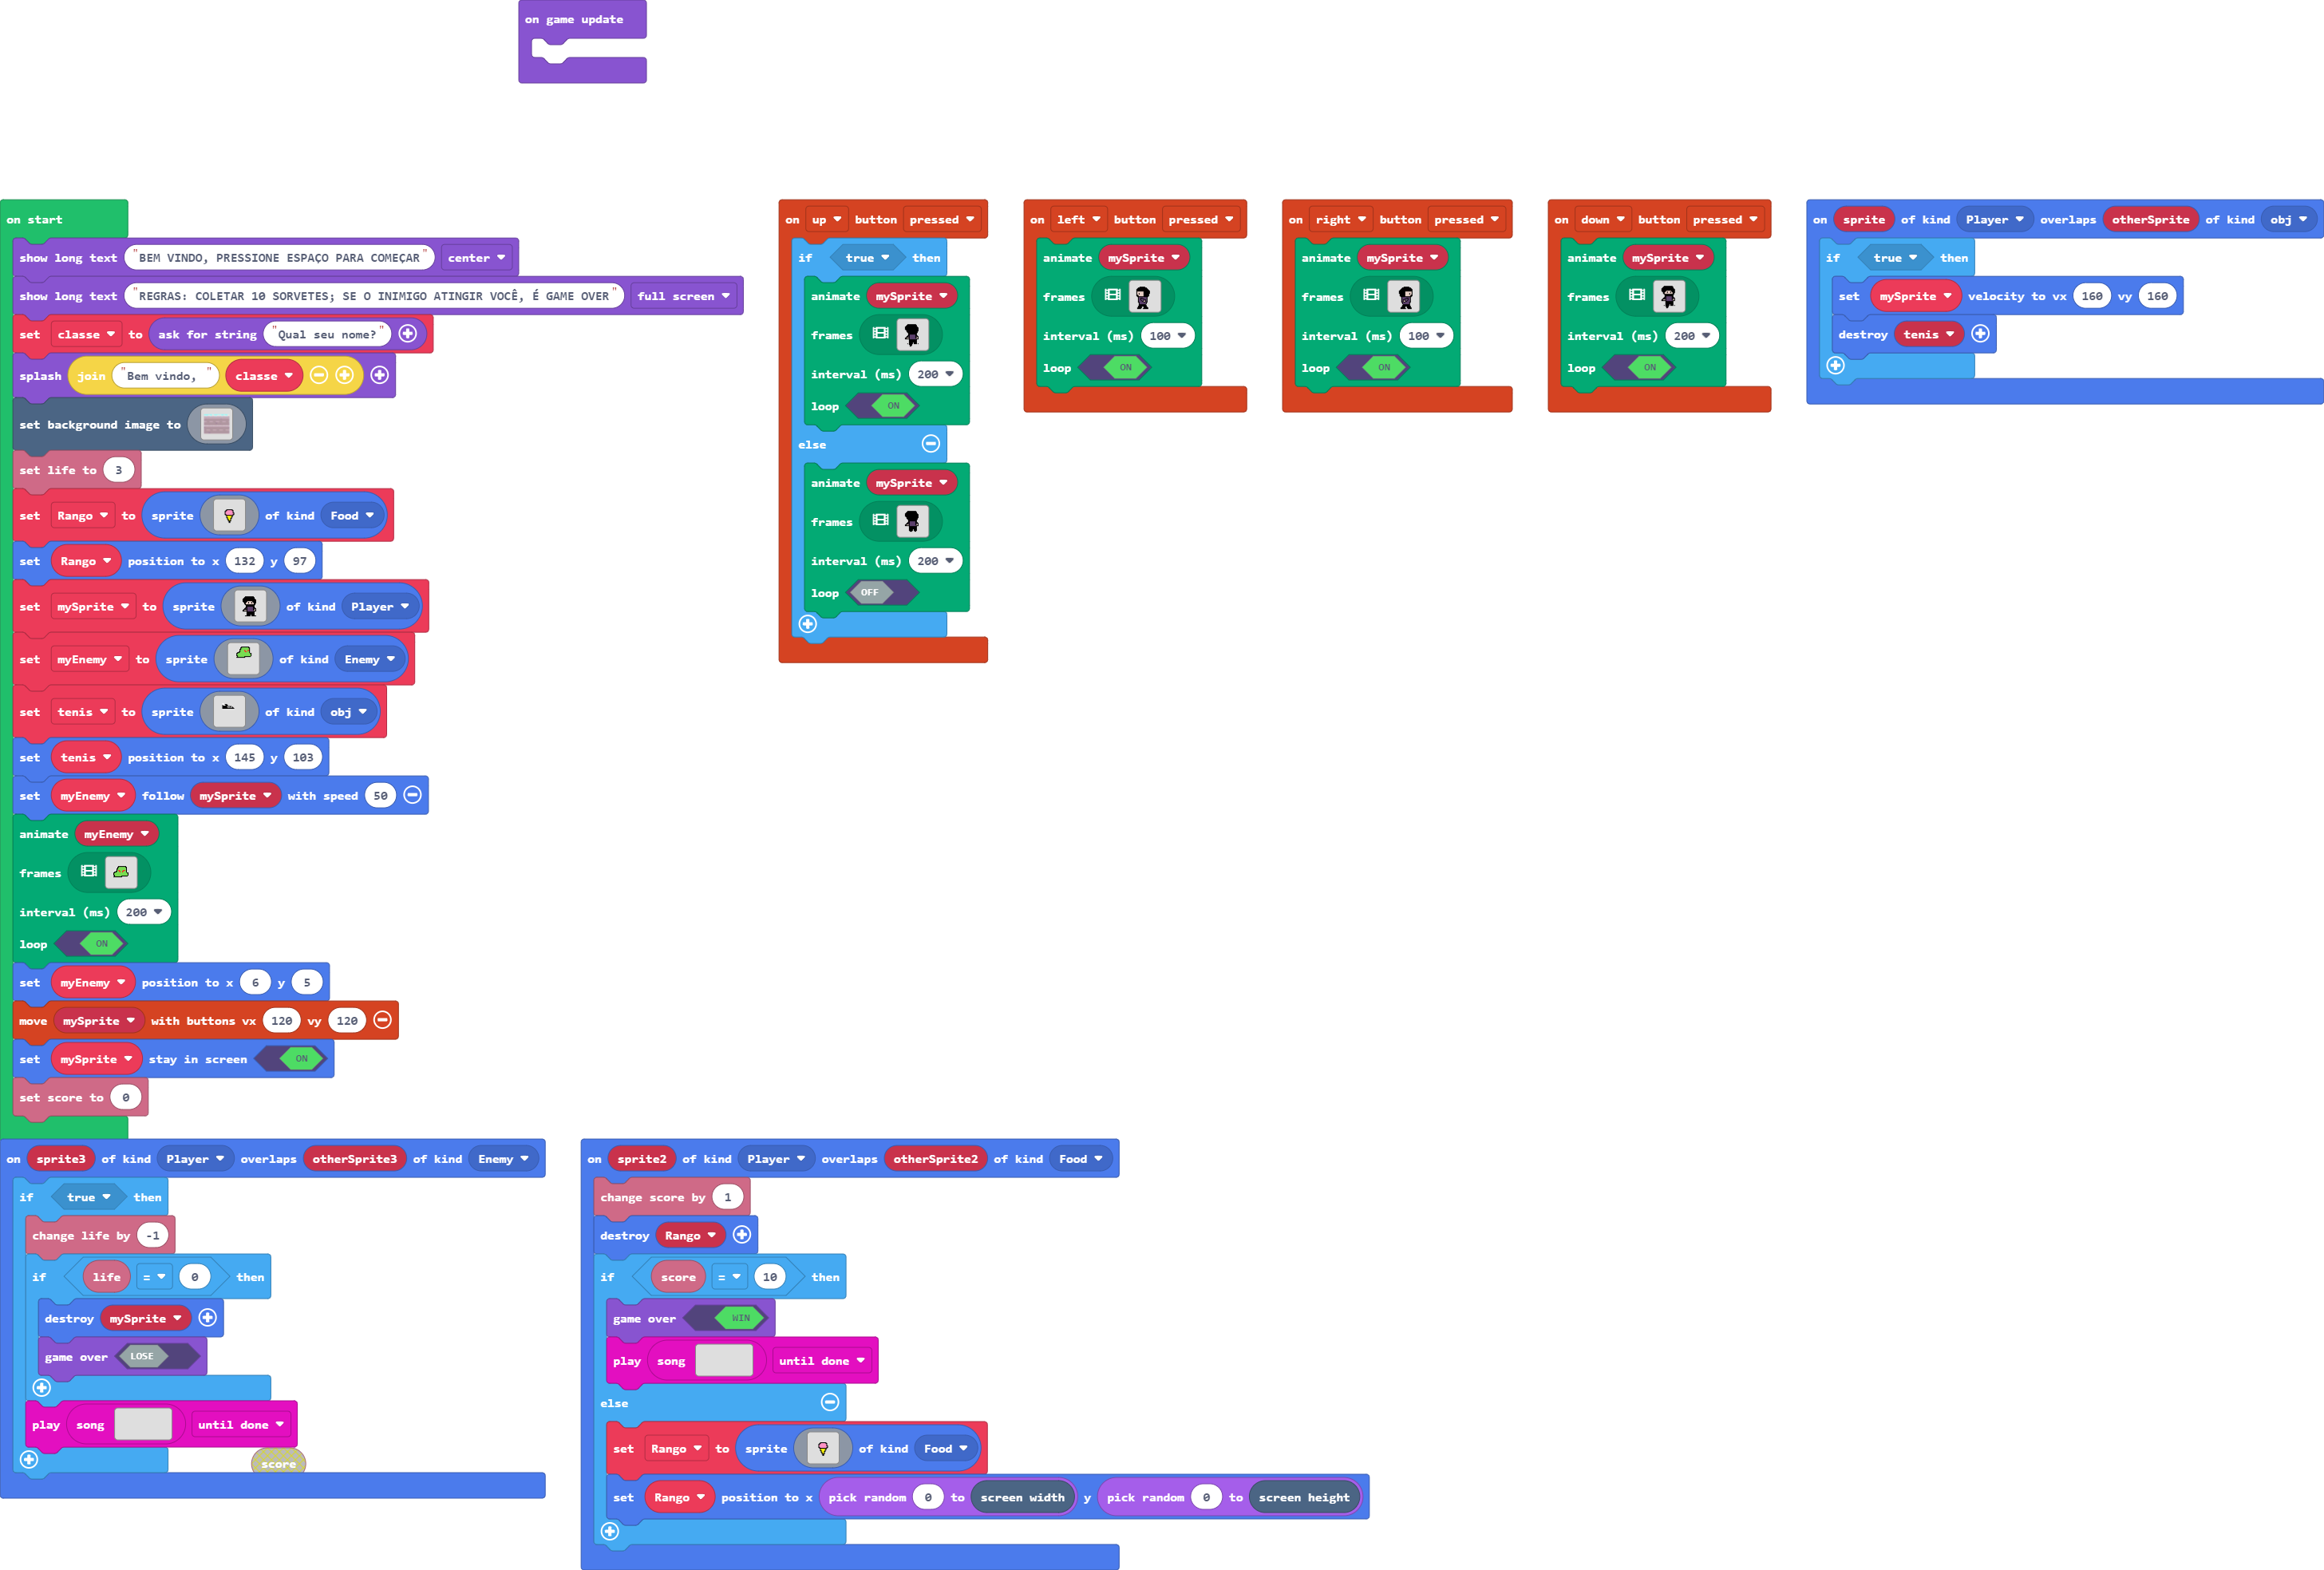 on game update
on start
show long text "BEM VINDO, PRESSIONE ESPAÇO PARA COMEÇAR" center
show long text "REGRAS: COLETAR 10 SORVETES; SE O INIMIGO ATINGIR VOCÊ, É GAME OVER" full screen
set classe to ask for string "Qual seu nome?"
splash join "Bem vindo, " classe
set background image to
set life to 3
set Rango to sprite of kind Food
set Rango position to x 132 y 97
set mySprite to sprite of kind Player
set myEnemy to sprite of kind Enemy
set tenis to sprite of kind obj
set tenis position to x 145 y 103
set myEnemy follow mySprite with speed 50
animate myEnemy
frames
interval (ms) 200
loop ON
set myEnemy position to x 6 y 5
move mySprite with buttons vx 120 vy 120
set mySprite stay in screen ON
set score to 0
on up button pressed
if true then
animate mySprite
frames
interval (ms) 200
loop ON
else
animate mySprite
frames
interval (ms) 200
loop OFF
on left button pressed
animate mySprite
frames
interval (ms) 100
loop ON
on right button pressed
animate mySprite
frames
interval (ms) 100
loop ON
on down button pressed
animate mySprite
frames
interval (ms) 200
loop ON
on sprite of kind Player overlaps otherSprite of kind obj
if true then
set mySprite velocity to vx 160 vy 160
destroy tenis
on sprite3 of kind Player overlaps otherSprite3 of kind Enemy
if true then
change life by -1
if life = 0 then
destroy mySprite
game over LOSE
play song until done
score
on sprite2 of kind Player overlaps otherSprite2 of kind Food
change score by 1
destroy Rango
if score = 10 then
game over WIN
play song until done
else
set Rango to sprite of kind Food
set Rango position to x pick random 0 to screen width y pick random 0 to screen height